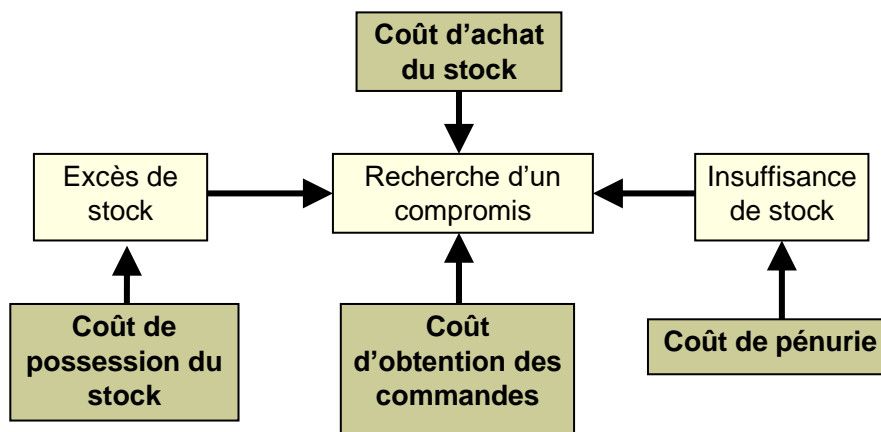 Coût d’achat
du stock
Excès de
stock
Recherche d’un
compromis
Insuffisance
de stock
Coût de
possession du
stock
Coût
d’obtention des
commandes
Coût de pénurie